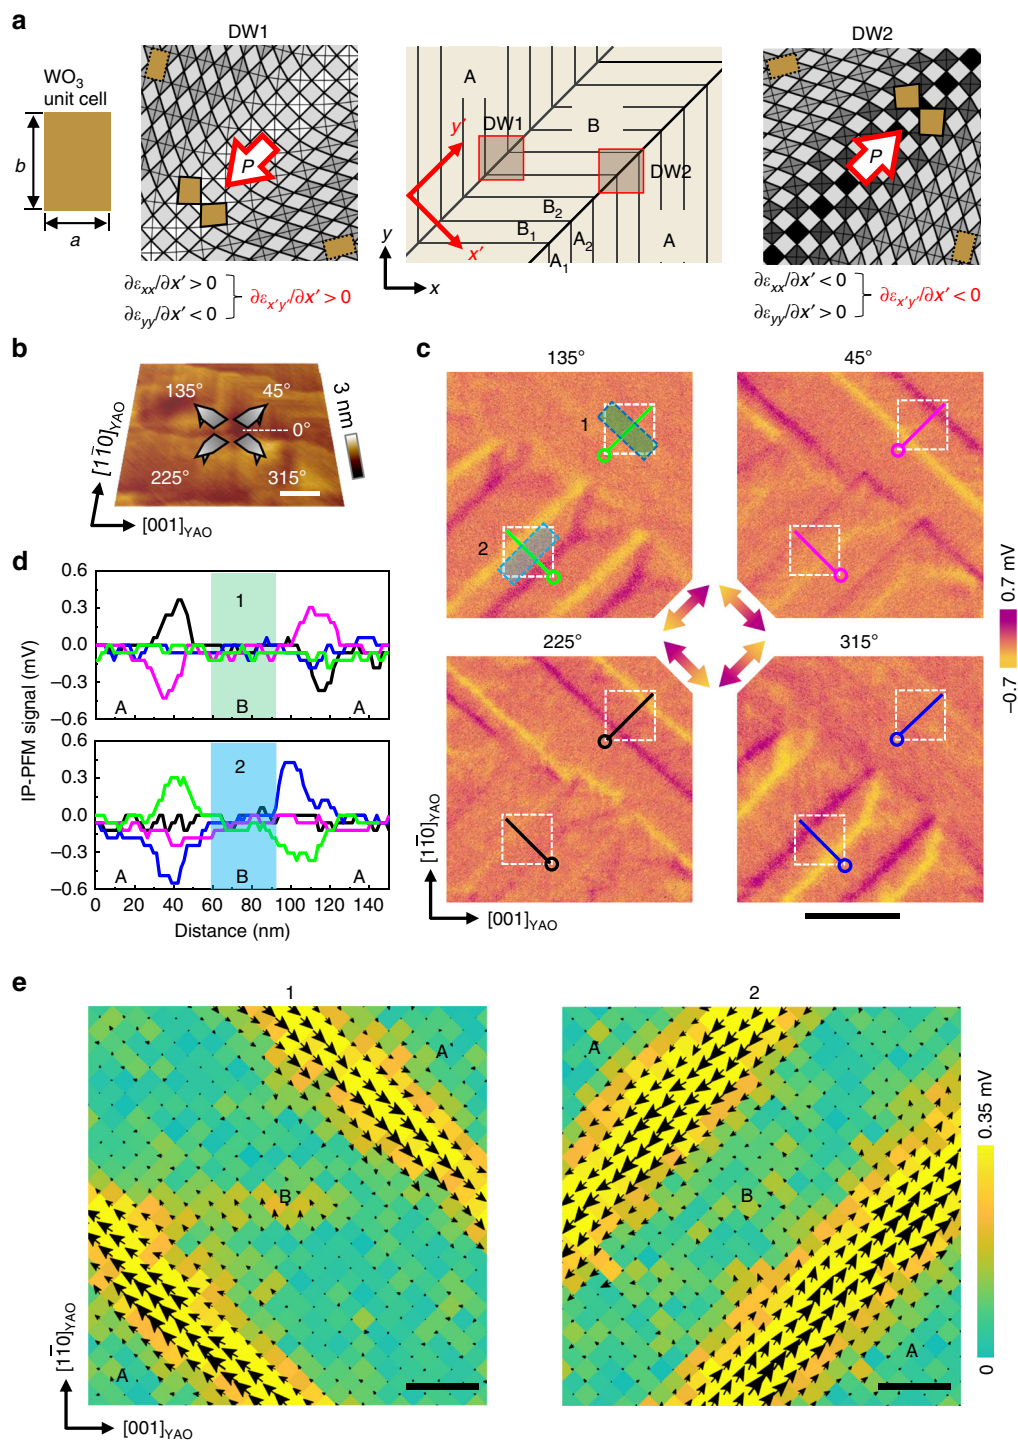 a
DW1
DW2
WO3
unit cell
b
a
P
A
DW1
B
DW2
y′
x′
B2
B1
A2
A1
A
y
x
P
∂εxx/∂x′ > 0
∂εyy/∂x′ < 0
∂εx′y′/∂x′ > 0
∂εxx/∂x′ < 0
∂εyy/∂x′ > 0
∂εx′y′/∂x′ < 0
b
135°
45°
0°
225°
315°
3 nm
[11̄0]YAO
[001]YAO
c
135°
45°
1
2
225°
315°
0.7 mV
−0.7
[11̄0]YAO
[001]YAO
d
0.6
0.3
0.0
−0.3
−0.6
1
A
B
A
0.6
0.3
0.0
−0.3
−0.6
2
A
B
A
0
20
40
60
80
100
120
140
Distance (nm)
IP-PFM signal (mV)
e
1
2
A
B
A
A
B
A
0.35 mV
0
[11̄0]YAO
[001]YAO